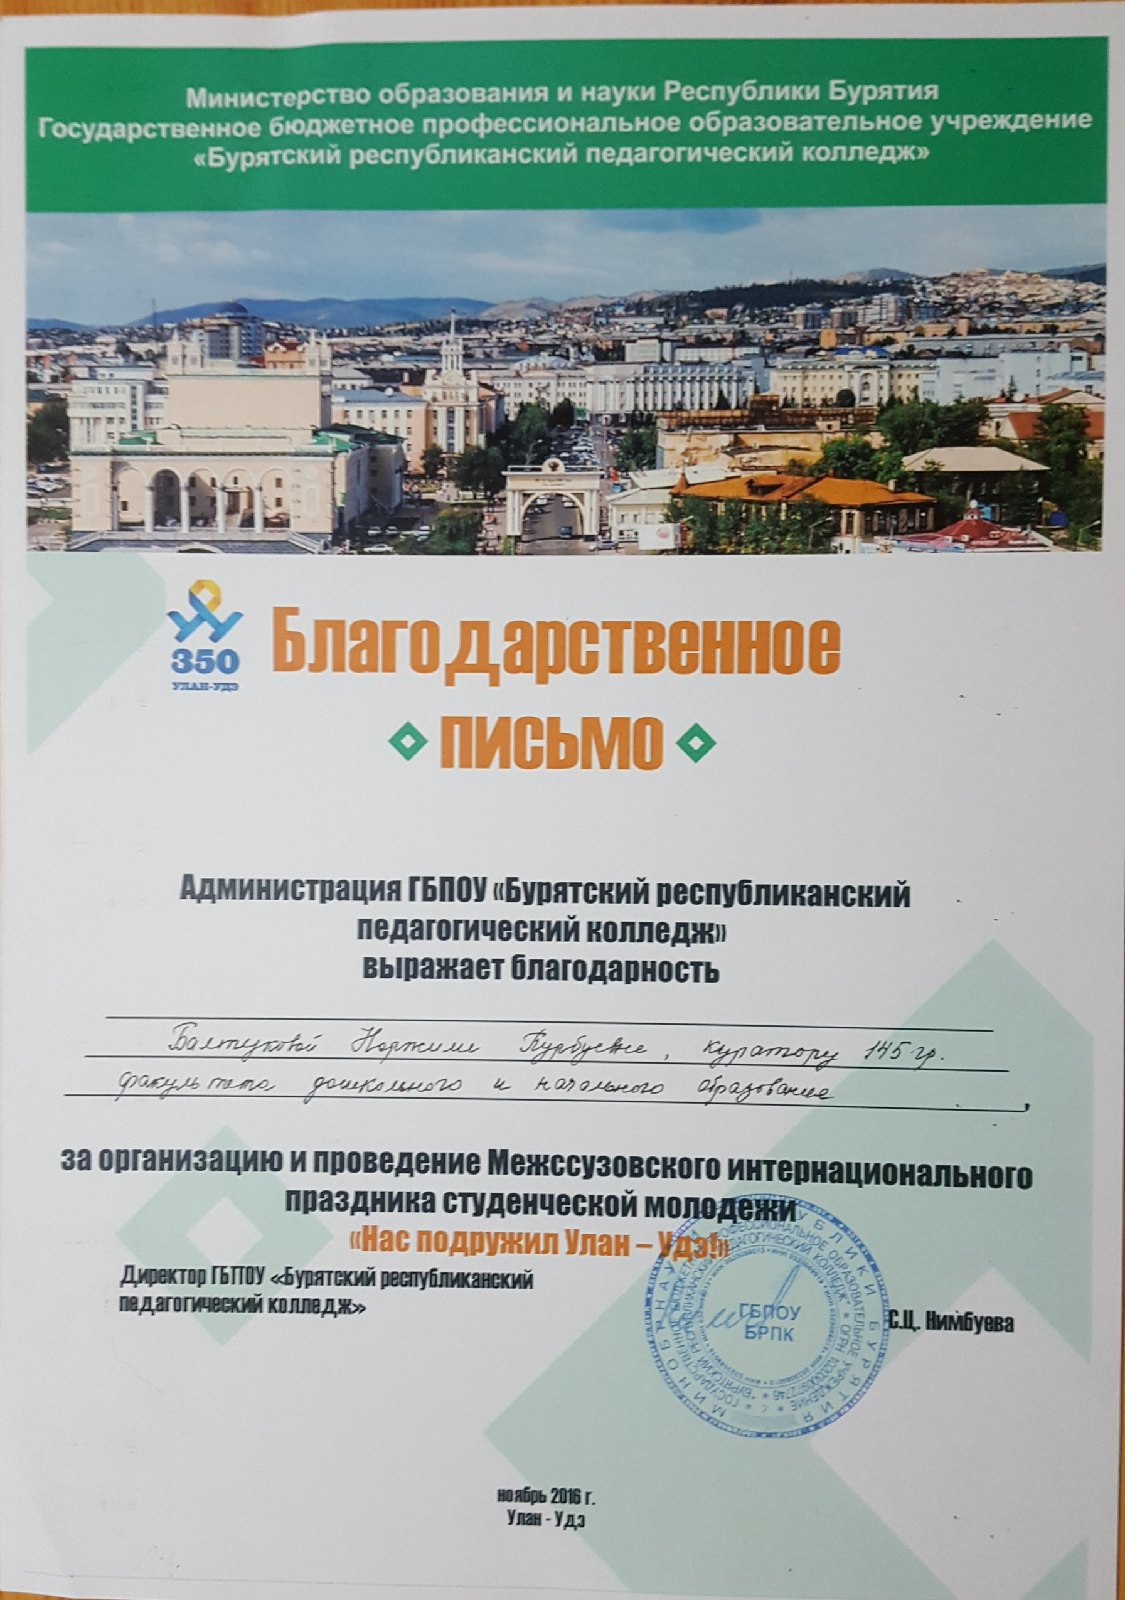 Министерство образования и науки Республики Бурятия
Государственное бюджетное профессиональное образовательное учреждение
«Бурятский республиканский педагогический колледж»
350
УЛАН-УДЭ
Благодарственное
письмо
Администрация ГБПОУ «Бурятский республиканский
педагогический колледж»
выражает благодарность
Балтуковой Норжиме, куратору 145 гр.
факультета дошкольного и начального образования,
за организацию и проведение Межссузовского интернационального
праздника студенческой молодежи
«Нас подружил Улан – Удэ!»
Директор ГБПОУ «Бурятский республиканский
педагогический колледж»
ГБПОУ
БРПК
С.Ц. Нимбуева
ноябрь 2016 г.
Улан - Удэ